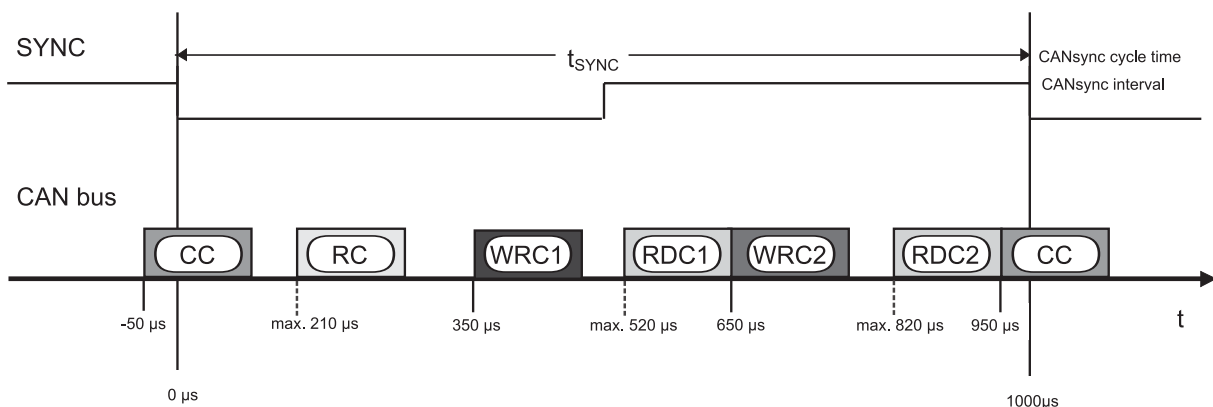 SYNC
tSYNC
CANsync cycle time
CANsync interval
CAN bus
CC RC WRC1 RDC1 WRC2 RDC2 CC
-50 µs max. 210 µs 350 µs max. 520 µs 650 µs max. 820 µs 950 µs
t
0 µs 1000µs